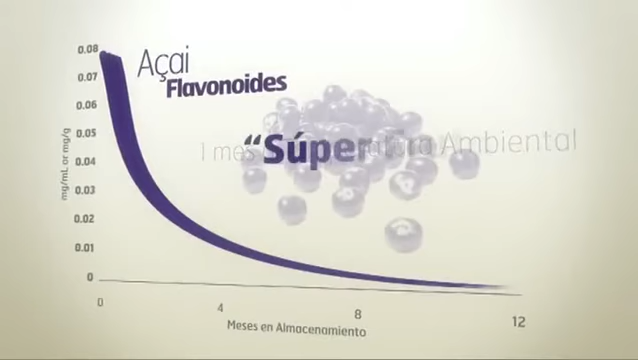 Açai
Flavonoides
0.08
0.07
0.06
0.05
0.04
0.03
0.02
0.01
0
mg/mL or mg/g
1 mes
“Súper
Ambiental
0
4
8
12
Meses en Almacenamiento